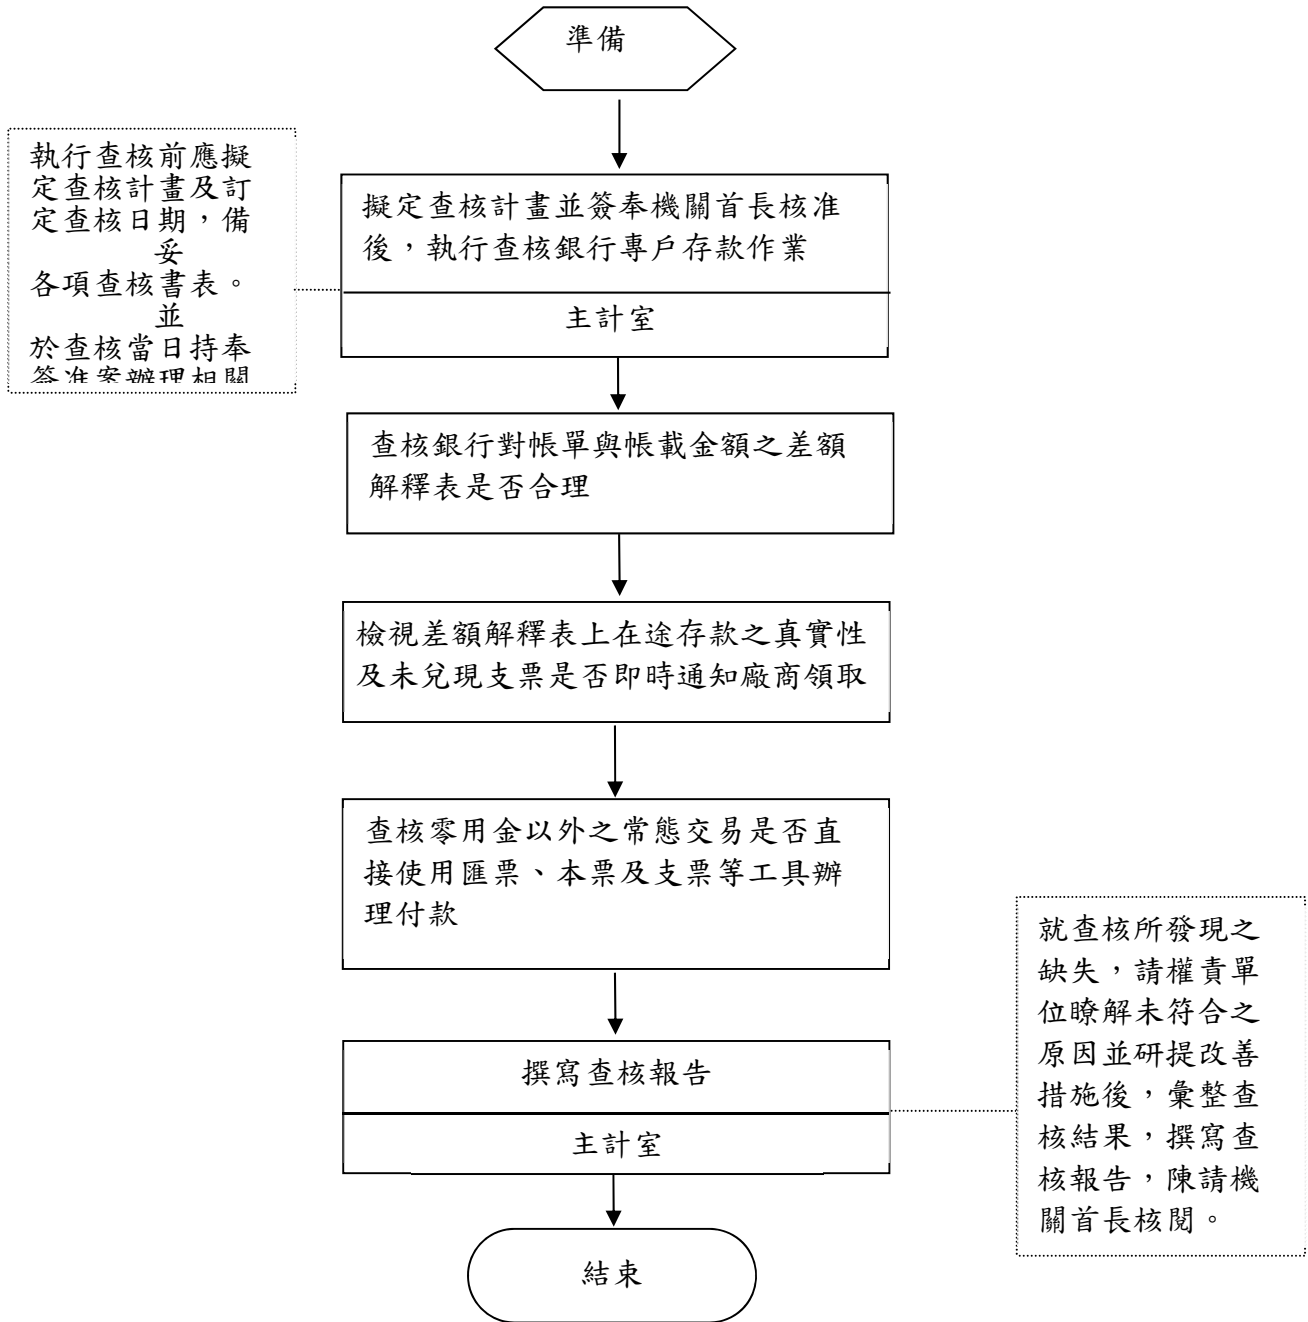 準備
執行查核前應擬
定查核計畫及訂
定查核日期，備
妥
各項查核書表。
並
於查核當日持奉
簽准案辦理相關
擬定查核計畫並簽奉機關首長核准
後，執行查核銀行專戶存款作業
主計室
查核銀行對帳單與帳載金額之差額
解釋表是否合理
檢視差額解釋表上在途存款之真實性
及未兌現支票是否即時通知廠商領取
查核零用金以外之常態交易是否直
接使用匯票、本票及支票等工具辦
理付款
撰寫查核報告
主計室
就查核所發現之
缺失，請權責單
位瞭解未符合之
原因並研提改善
措施後，彙整查
核結果，撰寫查
核報告，陳請機
關首長核閱。
結束